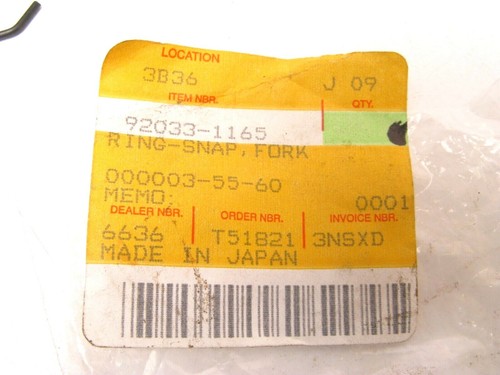 LOCATION
3B36 J 09
ITEM NBR. QTY.
92033-1165
RING-SNAP,FORK
000003-55-60
MEMO: 0001
DEALER NBR. ORDER NBR. INVOICE NBR.
6636 T51821 3NSXD
MADE IN JAPAN